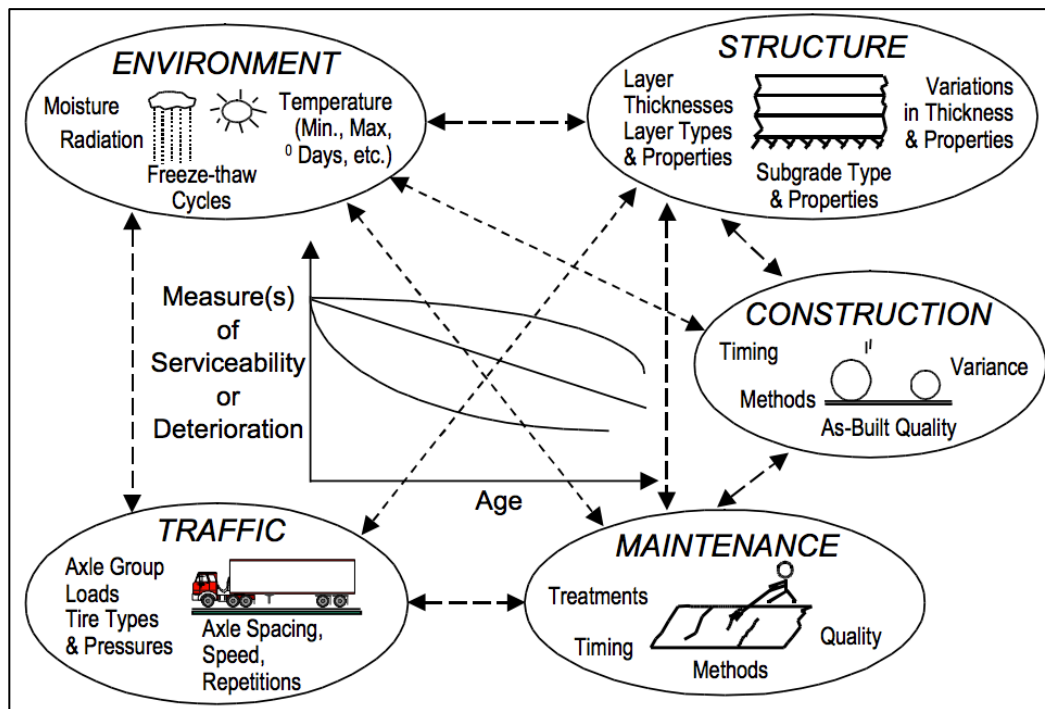 ENVIRONMENT
Moisture
Radiation
Temperature
(Min., Max,
⁰ Days, etc.)
Freeze-thaw
Cycles
STRUCTURE
Layer
Thicknesses
Layer Types
& Properties
Variations
in Thickness
& Properties
Subgrade Type
& Properties
Measure(s)
of
Serviceability
or
Deterioration
Age
CONSTRUCTION
Timing
Variance
Methods
As-Built Quality
TRAFFIC
Axle Group
Loads
Tire Types
& Pressures
Axle Spacing,
Speed,
Repetitions
MAINTENANCE
Treatments
Timing
Quality
Methods